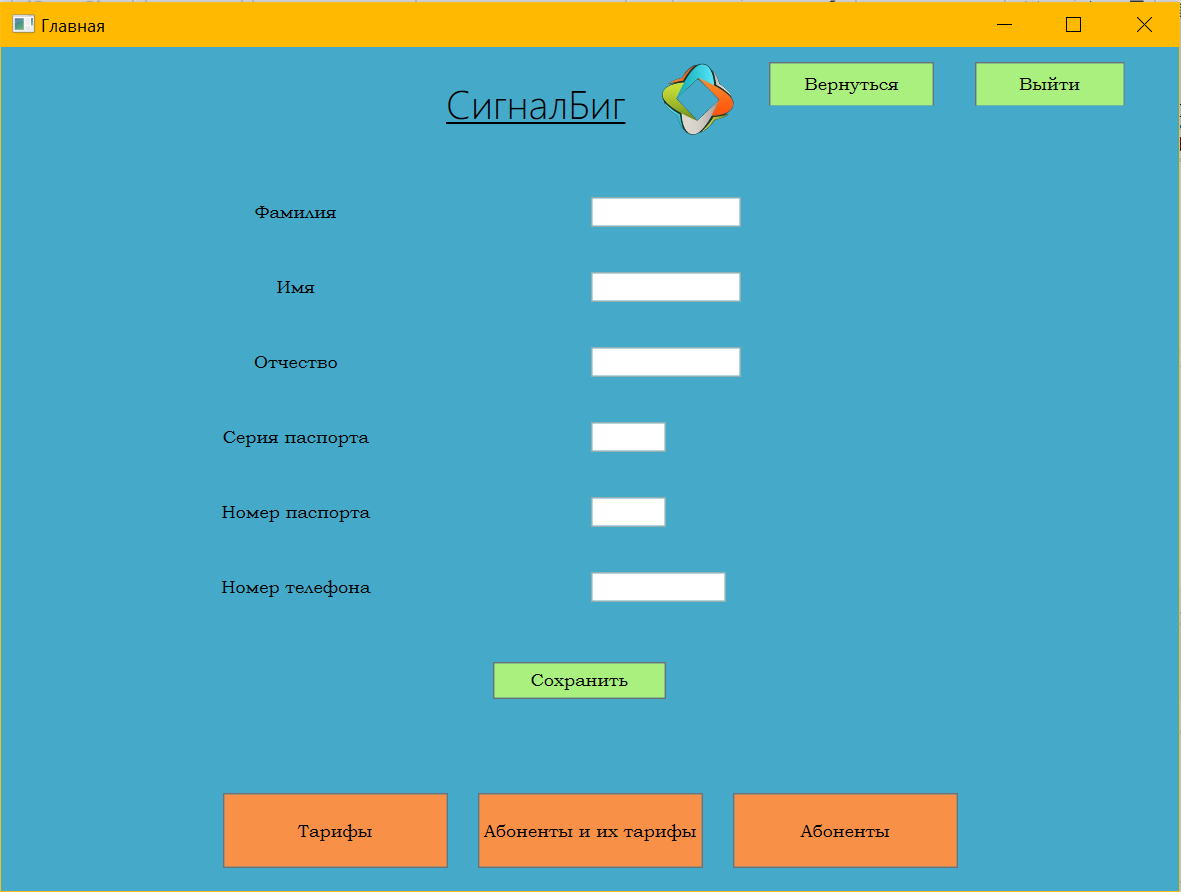 Главная
СигналБиг
Вернуться
Выйти
Фамилия
Имя
Отчество
Серия паспорта
Номер паспорта
Номер телефона
Сохранить
Тарифы
Абоненты и их тарифы
Абоненты